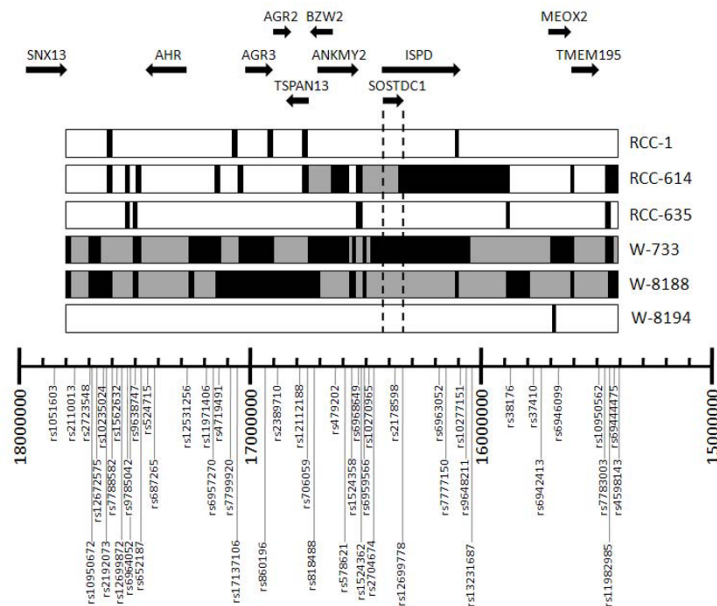 AGR2 BZW2 MEOX2
SNX13 AHR AGR3 ANKMY2 ISPD TMEM195
TSPAN13 SOSTDC1
RCC-1
RCC-614
RCC-635
W-733
W-8188
W-8194
18000000
17000000
16000000
15000000
rs1051603
rs2110013
rs2723548
rs10235024
rs1562632
rs9638747
rs524715
rs12531256
rs11971406
rs4719491
rs2389710
rs12112188
rs479202
rs6968649
rs10270965
rs2178598
rs6963052
rs10277151
rs38176
rs37410
rs6946099
rs10950562
rs69444475
rs12672575
rs7788582
rs9785042
rs687265
rs6957270
rs7799920
rs706059
rs1524358
rs6959566
rs7777150
rs9648211
rs6942413
rs7783003
rs4598143
rs10950672
rs2192073
rs12699872
rs6964052
rs652187
rs17137106
rs860196
rs818488
rs578621
rs1524362
rs2704674
rs12699778
rs13231687
rs11982985